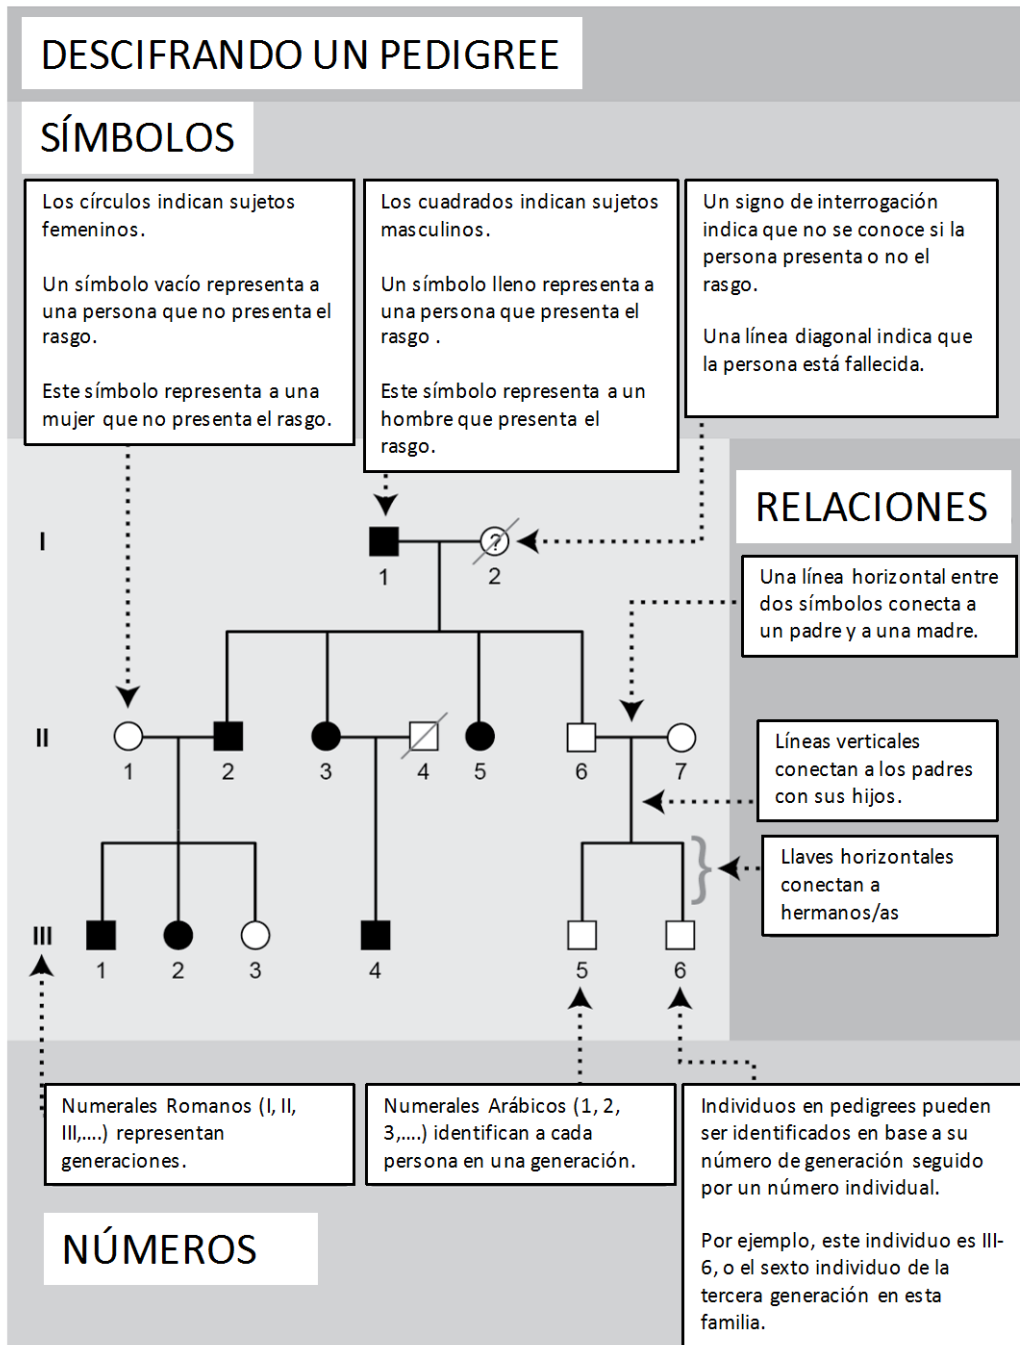 DESCIFRANDO UN PEDIGREE
SÍMBOLOS
Los círculos indican sujetos
femeninos.
Un símbolo vacío representa a
una persona que no presenta el
rasgo.
Este símbolo representa a una
mujer que no presenta el rasgo.
Los cuadrados indican sujetos
masculinos.
Un símbolo lleno representa a
una persona que presenta el
rasgo .
Este símbolo representa a un
hombre que presenta el
rasgo.
Un signo de interrogación
indica que no se conoce si la
persona presenta o no el
rasgo.
Una línea diagonal indica que
la persona está fallecida.
RELACIONES
Una línea horizontal entre
dos símbolos conecta a
un padre y a una madre.
Líneas verticales
conectan a los padres
con sus hijos.
Llaves horizontales
conectan a
hermanos/as
I
?
1 2
II
1 2 3 4 5 6 7
III
1 2 3 4 5 6
Numerales Romanos (I, II,
III,....) representan
generaciones.
Numerales Arábicos (1, 2,
3,....) identifican a cada
persona en una generación.
Individuos en pedigrees pueden
ser identificados en base a su
número de generación seguido
por un número individual.
Por ejemplo, este individuo es III-
6, o el sexto individuo de la
tercera generación en esta
familia.
NÚMEROS